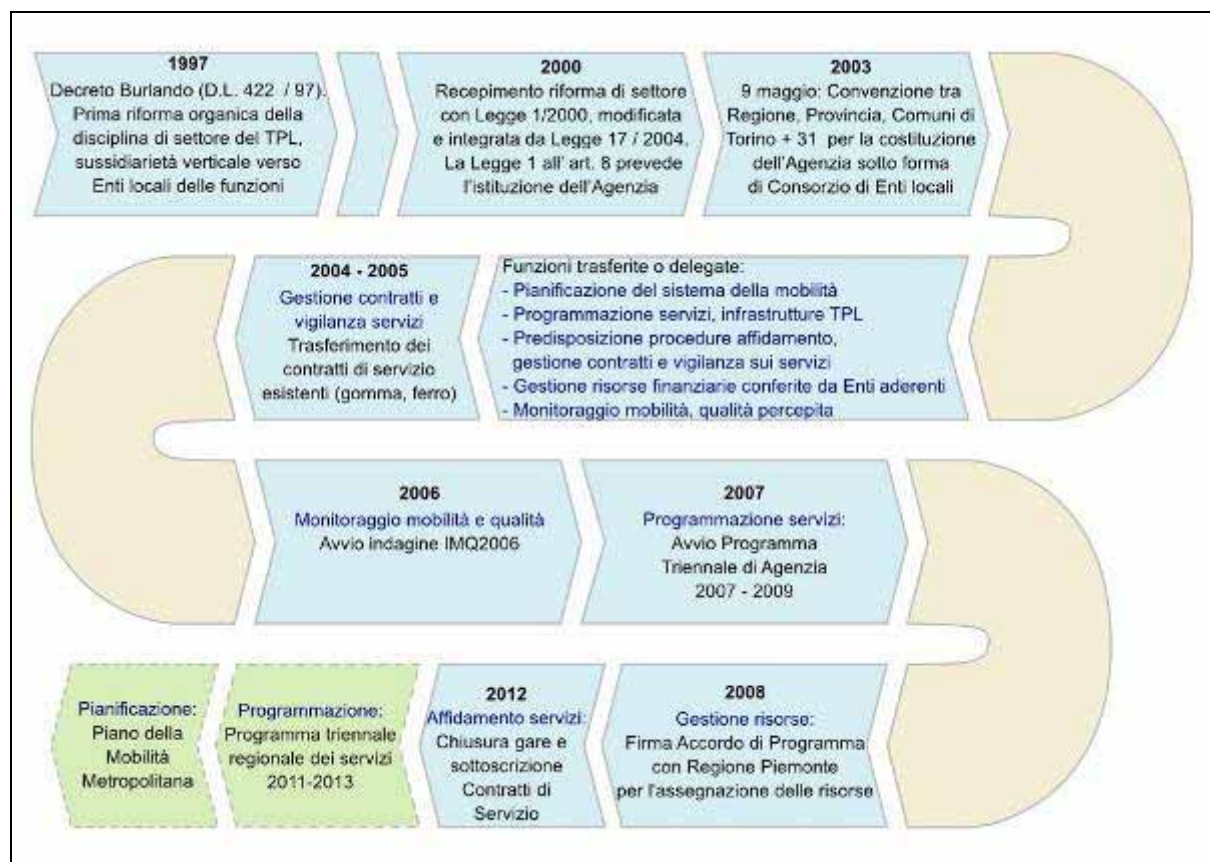 1997
Decreto Burlando (D.L. 422 / 97).
Prima riforma organica della
disciplina di settore del TPL,
sussidiarietà verticale verso
Enti locali delle funzioni
2000
Recepimento riforma di settore
con Legge 1/2000, modificata
e integrata da Legge 17 / 2004.
La Legge 1 all' art. 8 prevede
l'istituzione dell'Agenzia
2003
9 maggio: Convenzione tra
Regione, Provincia, Comuni di
Torino + 31 per la costituzione
dell'Agenzia sotto forma
di Consorzio di Enti locali
Funzioni trasferite o delegate:
- Pianificazione del sistema della mobilità
- Programmazione servizi, infrastrutture TPL
- Predisposizione procedure affidamento,
gestione contratti e vigilanza sui servizi
- Gestione risorse finanziarie conferite da Enti aderenti
- Monitoraggio mobilità, qualità percepita
2004 - 2005
Gestione contratti e
vigilanza servizi
Trasferimento dei
contratti di servizio
esistenti (gomma, ferro)
2006
Monitoraggio mobilità e qualità
Avvio indagine IMQ2006
2007
Programmazione servizi:
Avvio Programma
Triennale di Agenzia
2007 - 2009
2008
Gestione risorse:
Firma Accordo di Programma
con Regione Piemonte
per l'assegnazione delle risorse
2012
Affidamento servizi:
Chiusura gare e
sottoscrizione
Contratti di
Servizio
Programmazione:
Programma triennale
regionale dei servizi
2011-2013
Pianificazione:
Piano della
Mobilità
Metropolitana